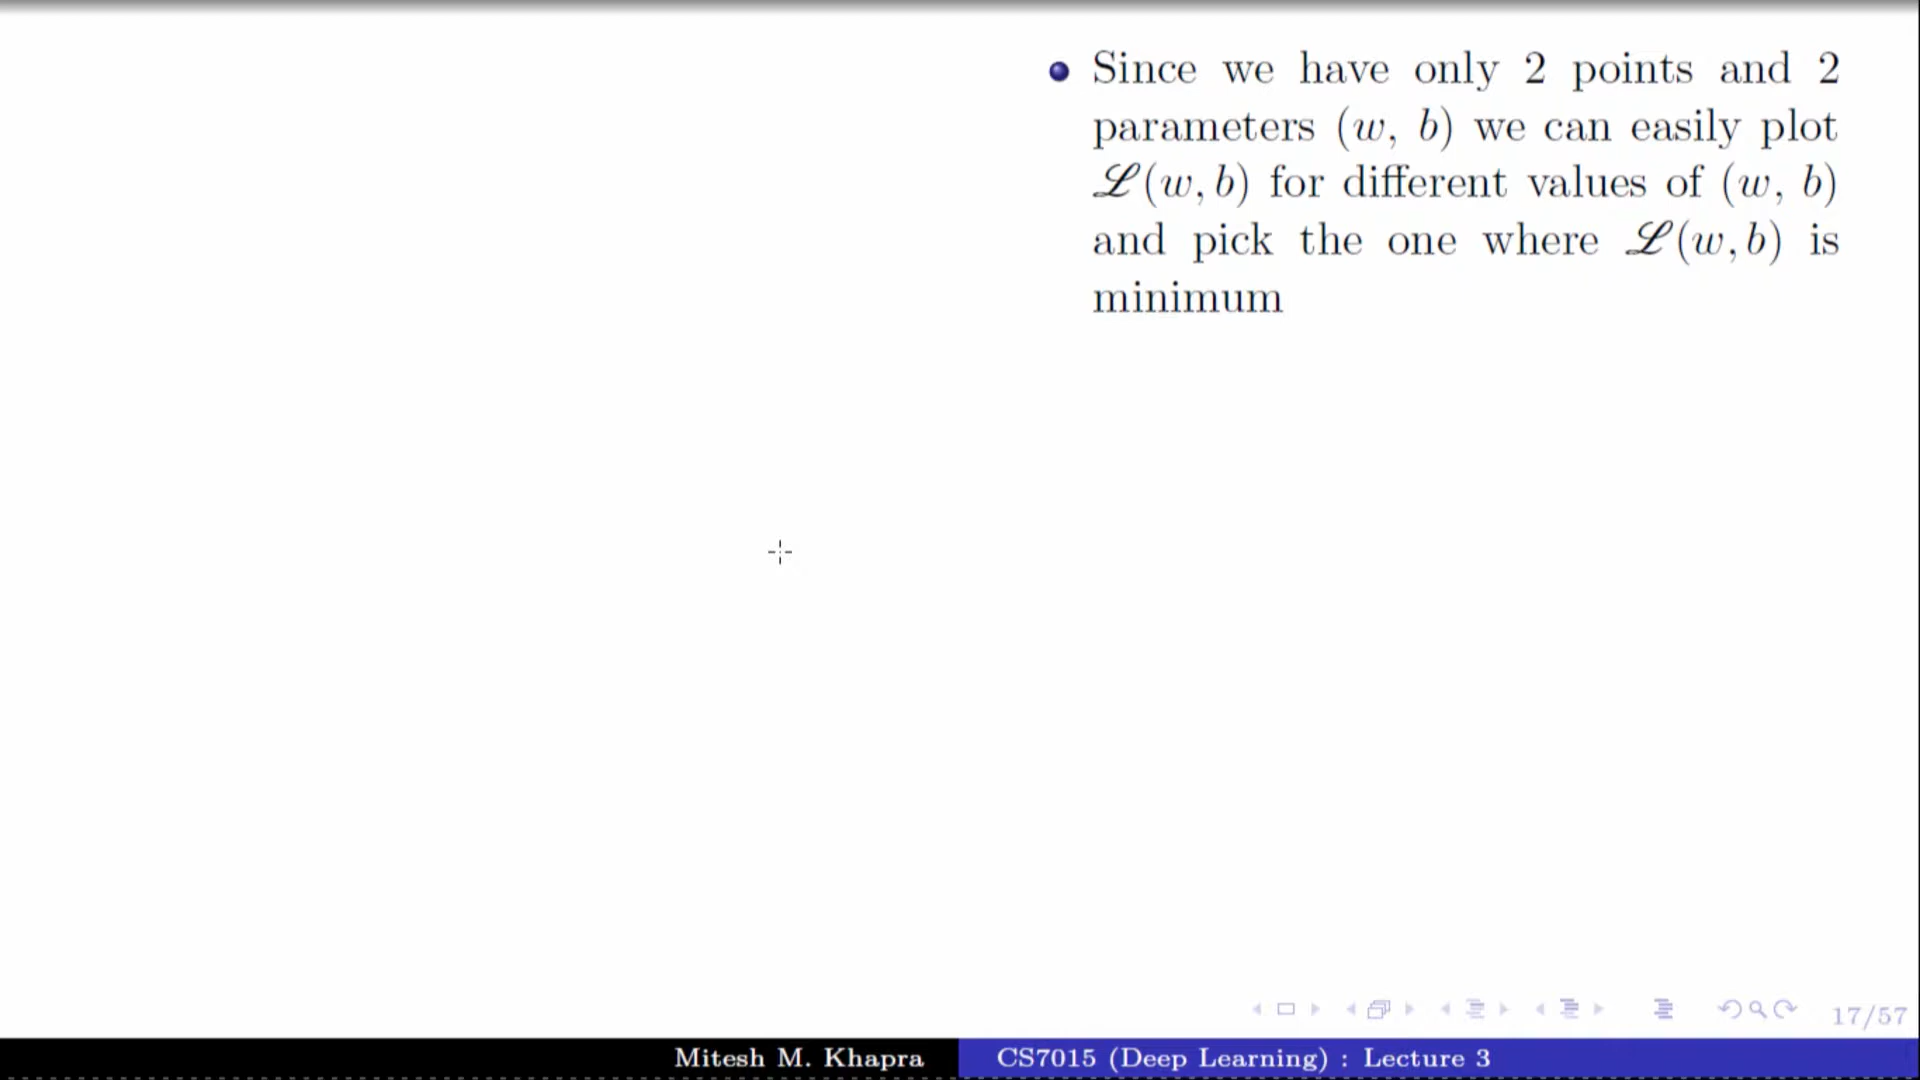 Since we have only 2 points and 2
parameters (w, b) we can easily plot
ℒ(w, b) for different values of (w, b)
and pick the one where ℒ(w, b) is
minimum
17/57
Mitesh M. Khapra
CS7015 (Deep Learning) : Lecture 3